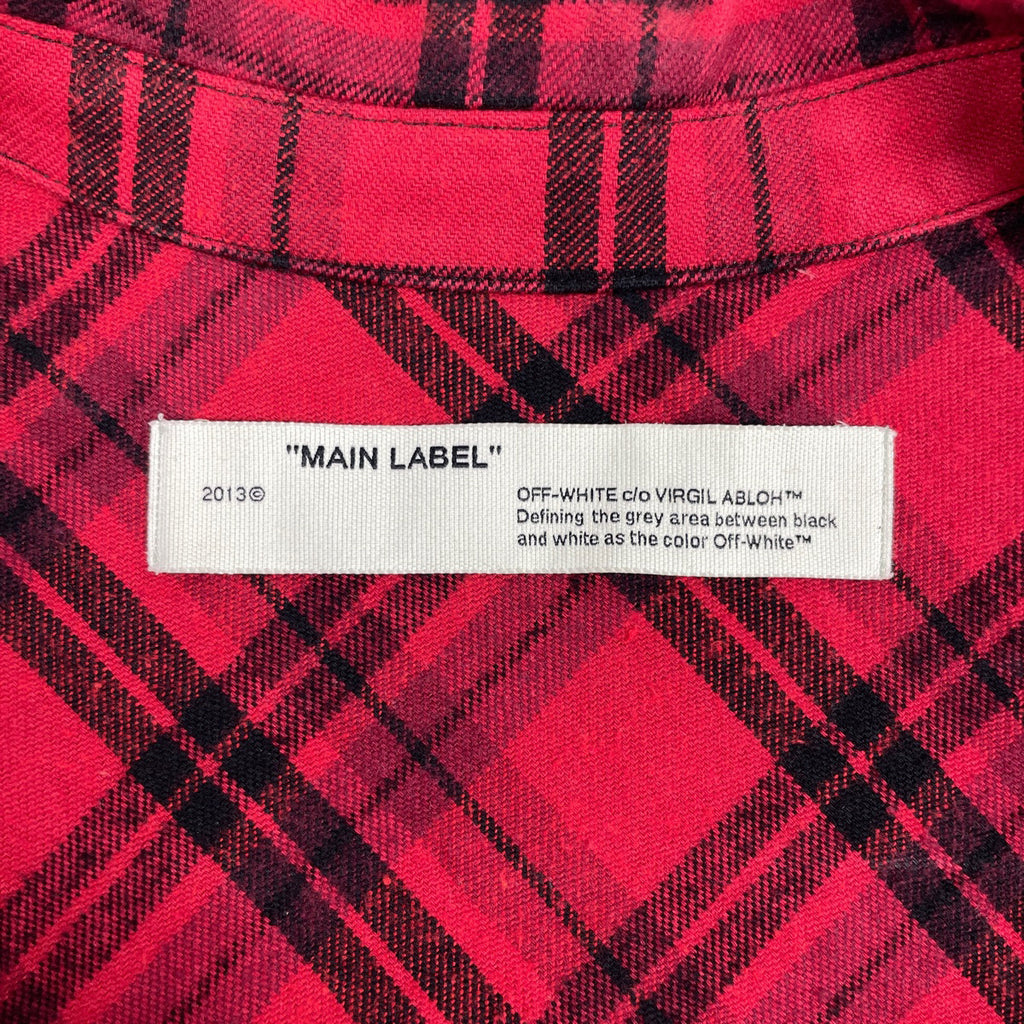 "MAIN LABEL"
2013©
OFF-WHITE c/o VIRGIL ABLOH™
Defining the grey area between black
and white as the color Off-White™